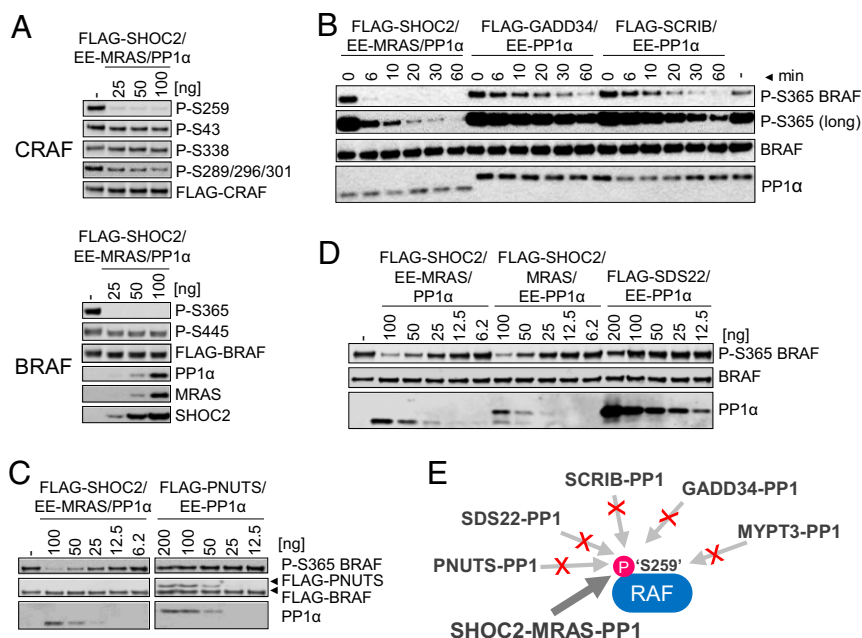 A
FLAG-SHOC2/
EE-MRAS/PP1α
- 25 50 100 [ng]
CRAF
P-S259
P-S43
P-S338
P-S289/296/301
FLAG-CRAF
FLAG-SHOC2/
EE-MRAS/PP1α
- 25 50 100 [ng]
BRAF
P-S365
P-S445
FLAG-BRAF
PP1α
MRAS
SHOC2
B
FLAG-SHOC2/
EE-MRAS/PP1α
FLAG-GADD34/
EE-PP1α
FLAG-SCRIB/
EE-PP1α
0 6 10 20 30 60 0 6 10 20 30 60 0 6 10 20 30 60 - ◄ min
P-S365 BRAF
P-S365 (long)
BRAF
PP1α
C
FLAG-SHOC2/
EE-MRAS/PP1α
FLAG-PNUTS/
EE-PP1α
- 100 50 25 12.5 6.2 200 100 50 25 12.5 [ng]
P-S365 BRAF
◄ FLAG-PNUTS
◄ FLAG-BRAF
PP1α
D
FLAG-SHOC2/
EE-MRAS/
PP1α
FLAG-SHOC2/
MRAS/
EE-PP1α
FLAG-SDS22/
EE-PP1α
- 100 50 25 12.5 6.2 100 50 25 12.5 6.2 200 100 50 25 12.5 [ng]
P-S365 BRAF
BRAF
PP1α
E
SCRIB-PP1
GADD34-PP1
SDS22-PP1
MYPT3-PP1
PNUTS-PP1
P 'S259'
RAF
SHOC2-MRAS-PP1